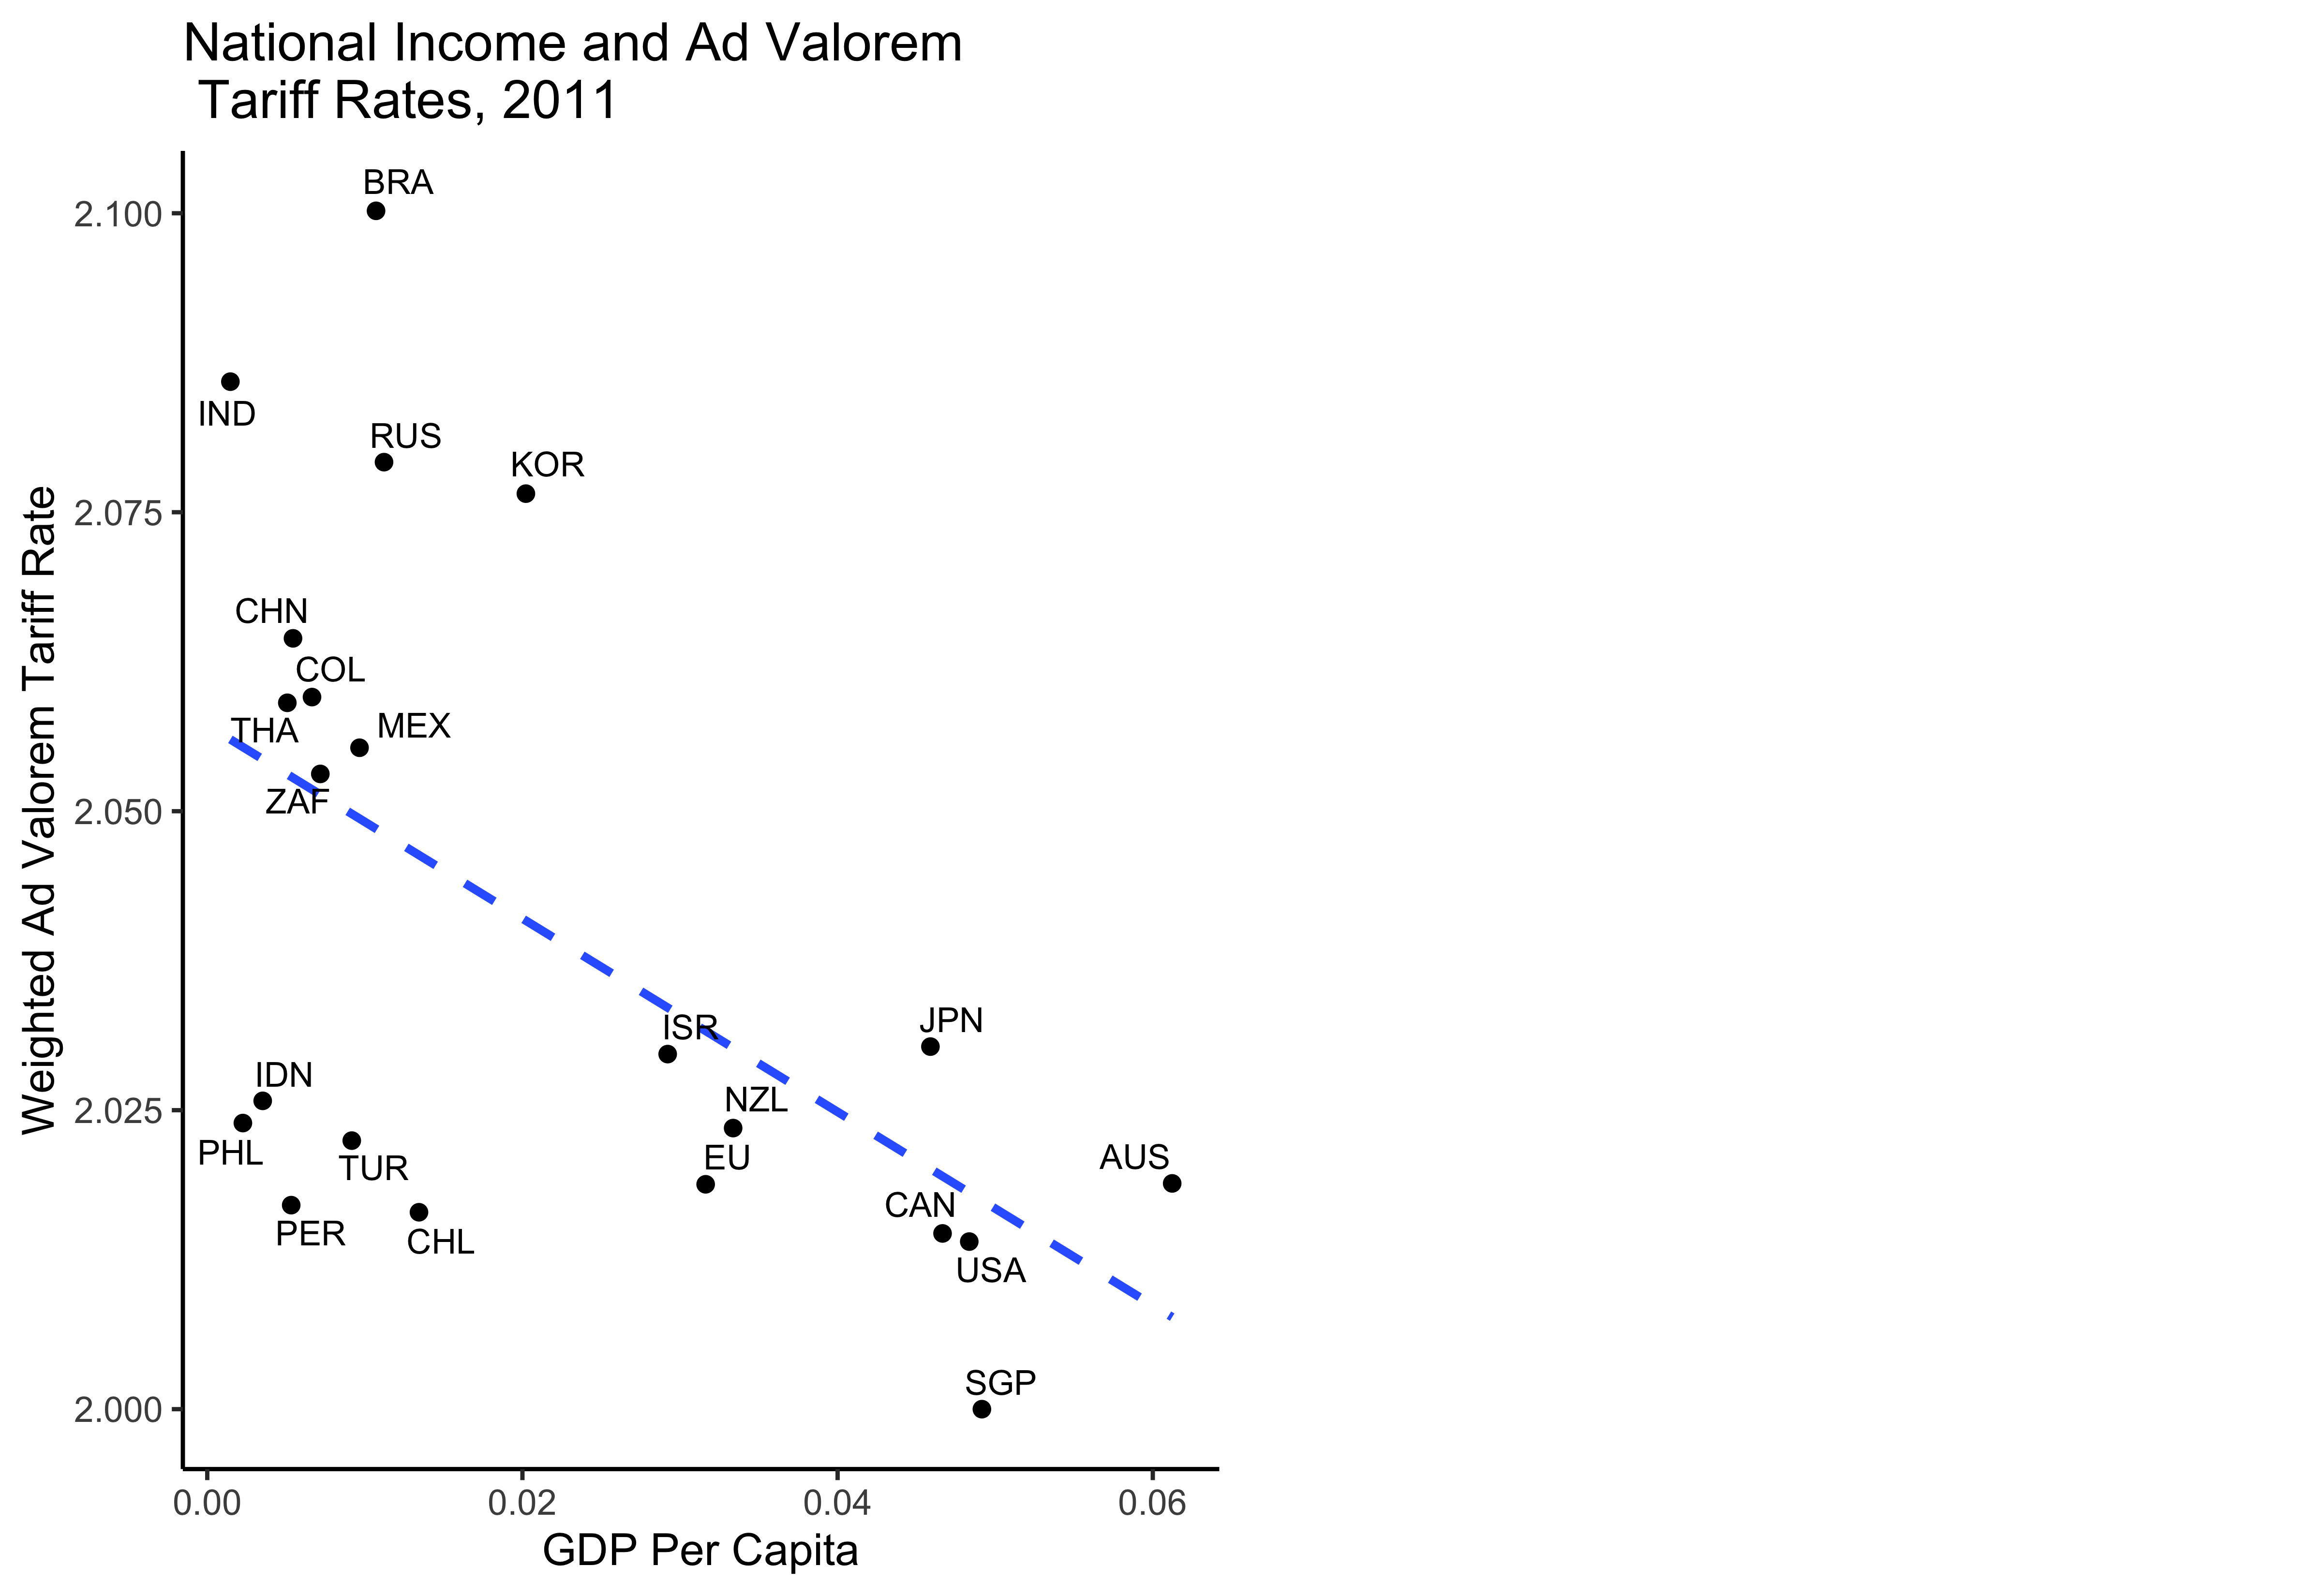 National Income and Ad Valorem
Tariff Rates, 2011
Weighted Ad Valorem Tariff Rate
2.100
2.075
2.050
2.025
2.000
BRA
IND
RUS
KOR
CHN
COL
THA
MEX
ZAF
ISR
JPN
IDN
NZL
PHL
TUR
EU
AUS
PER
CHL
CAN
USA
SGP
0.00
0.02
0.04
0.06
GDP Per Capita